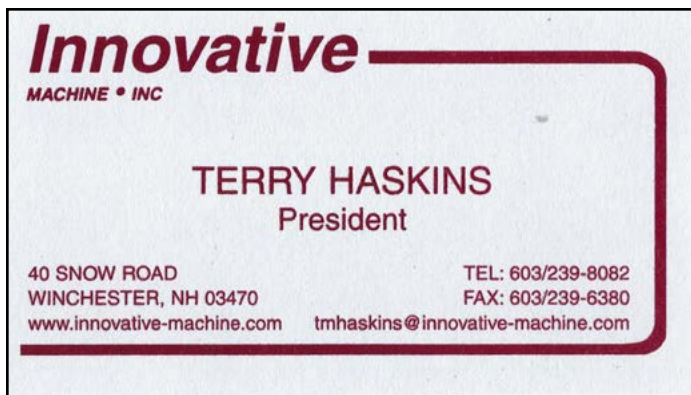 Innovative
MACHINE • INC
TERRY HASKINS
President
40 SNOW ROAD
WINCHESTER, NH 03470
www.innovative-machine.com
TEL: 603/239-8082
FAX: 603/239-6380
tmhaskins@innovative-machine.com